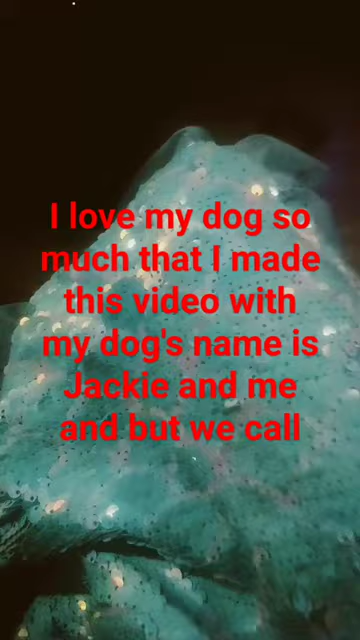 I love my dog so
much that I made
this video with
my dog's name is
Jackie and me
and but we call